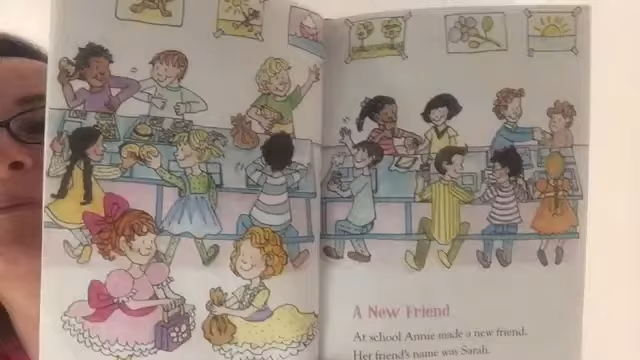 A New Friend
At school Annie made a new friend.
Her friend's name was Sarah.